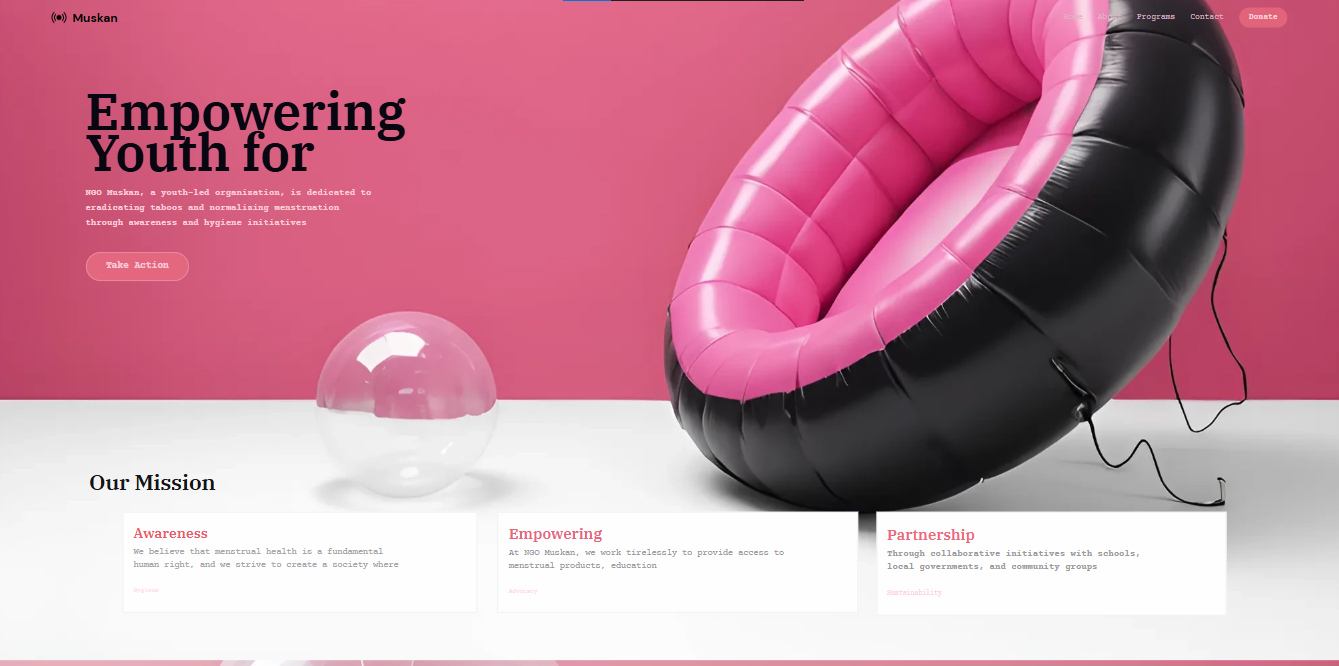 Muskan
Home About Programs Contact Donate
Empowering
Youth for
NGO Muskan, a youth-led organization, is dedicated to
eradicating taboos and normalizing menstruation
through awareness and hygiene initiatives
Take Action
Our Mission
Awareness
We believe that menstrual health is a fundamental
human right, and we strive to create a society where
Hygiene
Empowering
At NGO Muskan, we work tirelessly to provide access to
menstrual products, education
Advocacy
Partnership
Through collaborative initiatives with schools,
local governments, and community groups
Sustainability